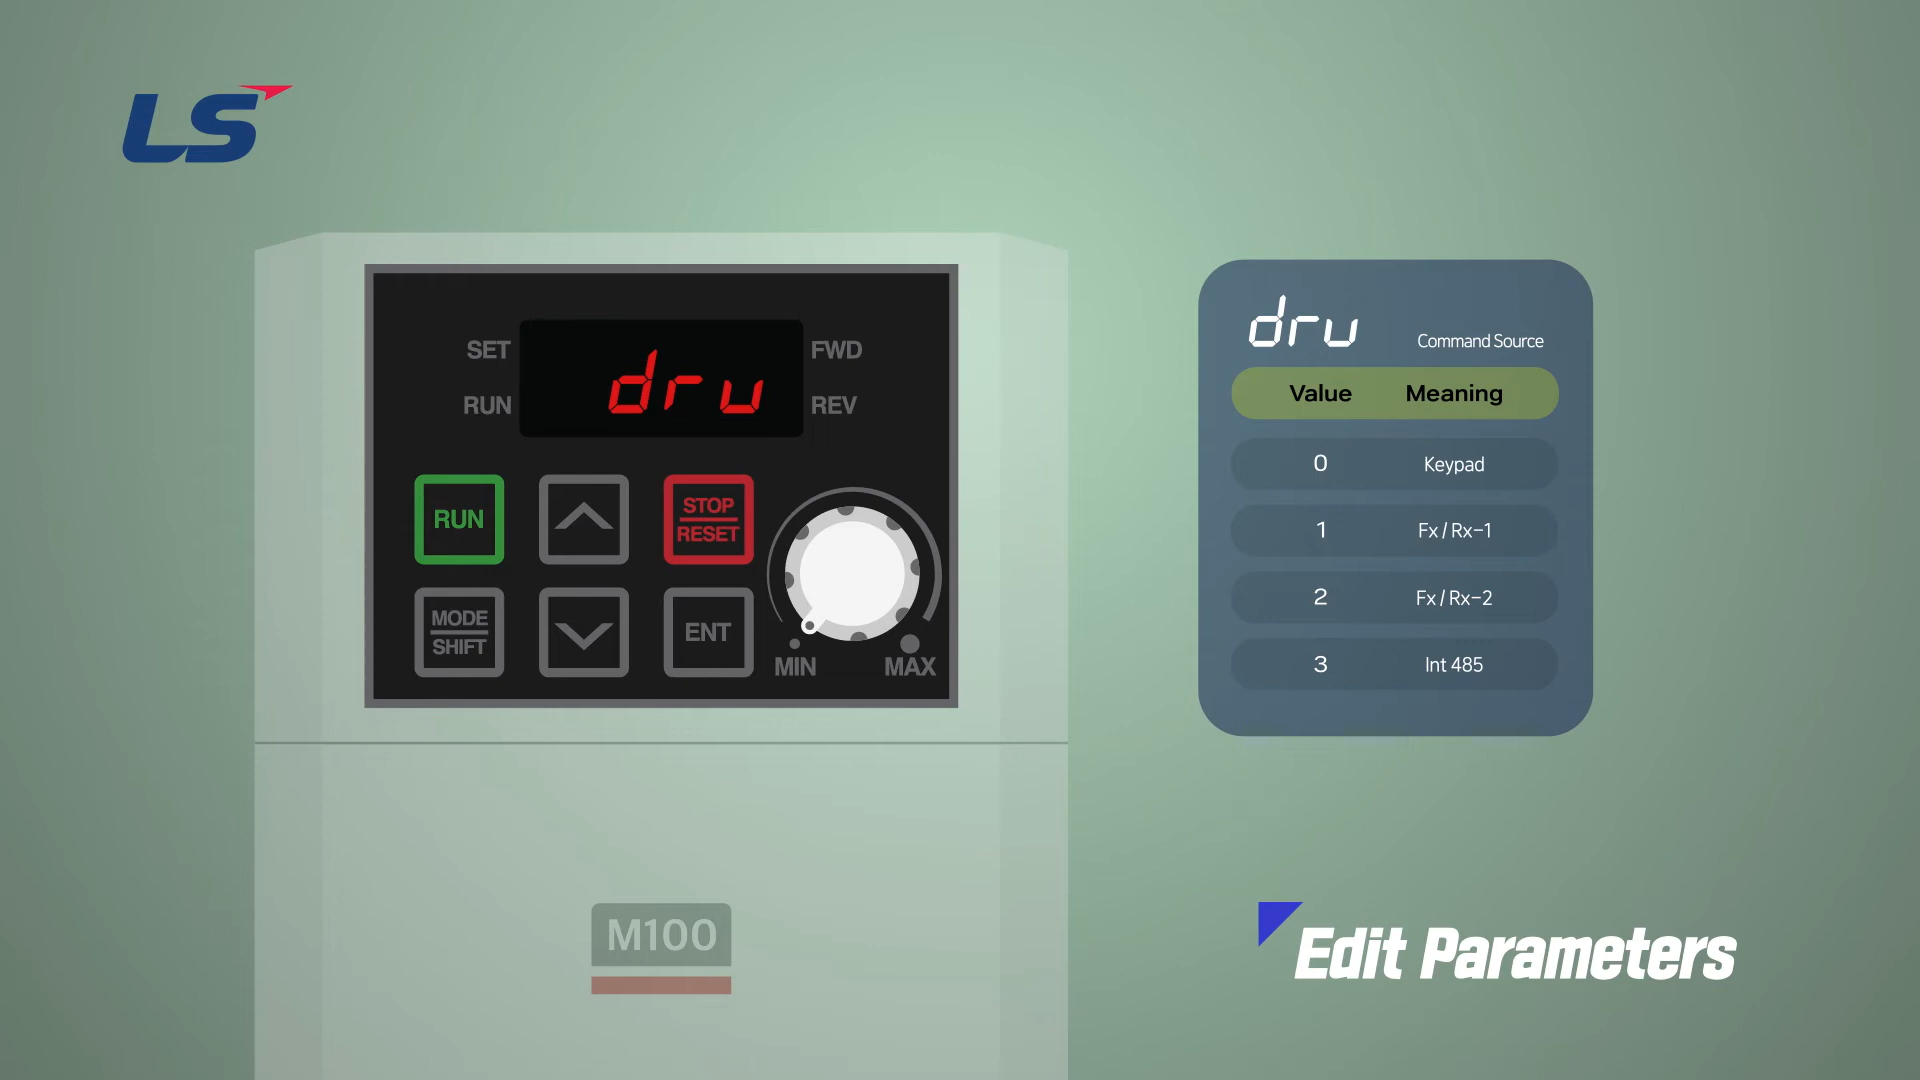 LS
SET
FWD
dru
RUN
REV
RUN
STOP
RESET
MODE
SHIFT
ENT
MIN
MAX
M100
dru
Command Source
Value Meaning
0 Keypad
1 Fx / Rx-1
2 Fx / Rx-2
3 Int 485
Edit Parameters